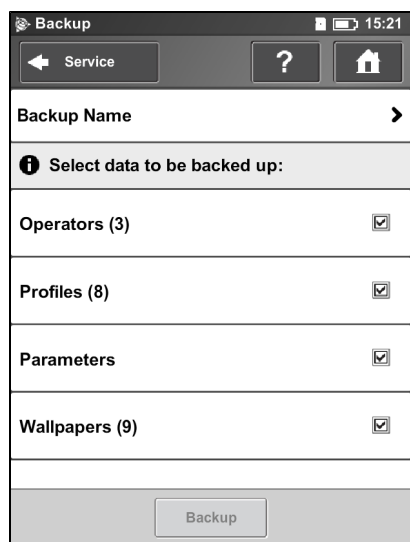 Backup 15:21
Service ?
Backup Name
Select data to be backed up:
Operators (3)
Profiles (8)
Parameters
Wallpapers (9)
Backup